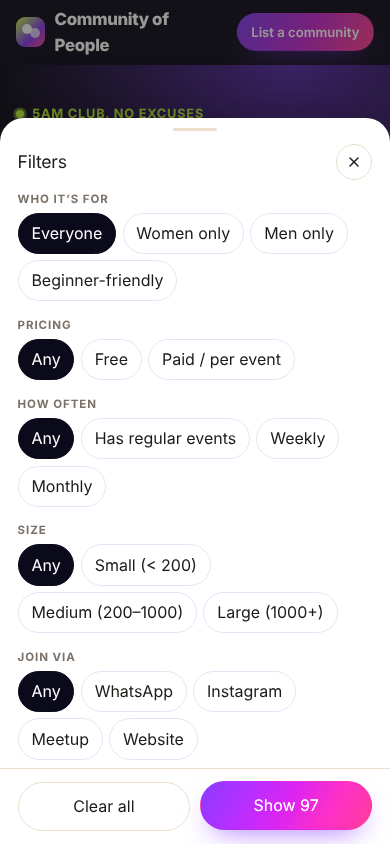 Community of
People
List a community
5AM CLUB. NO EXCUSES
Filters
WHO IT'S FOR
Everyone
Women only
Men only
Beginner-friendly
PRICING
Any
Free
Paid / per event
HOW OFTEN
Any
Has regular events
Weekly
Monthly
SIZE
Any
Small (< 200)
Medium (200–1000)
Large (1000+)
JOIN VIA
Any
WhatsApp
Instagram
Meetup
Website
Clear all
Show 97